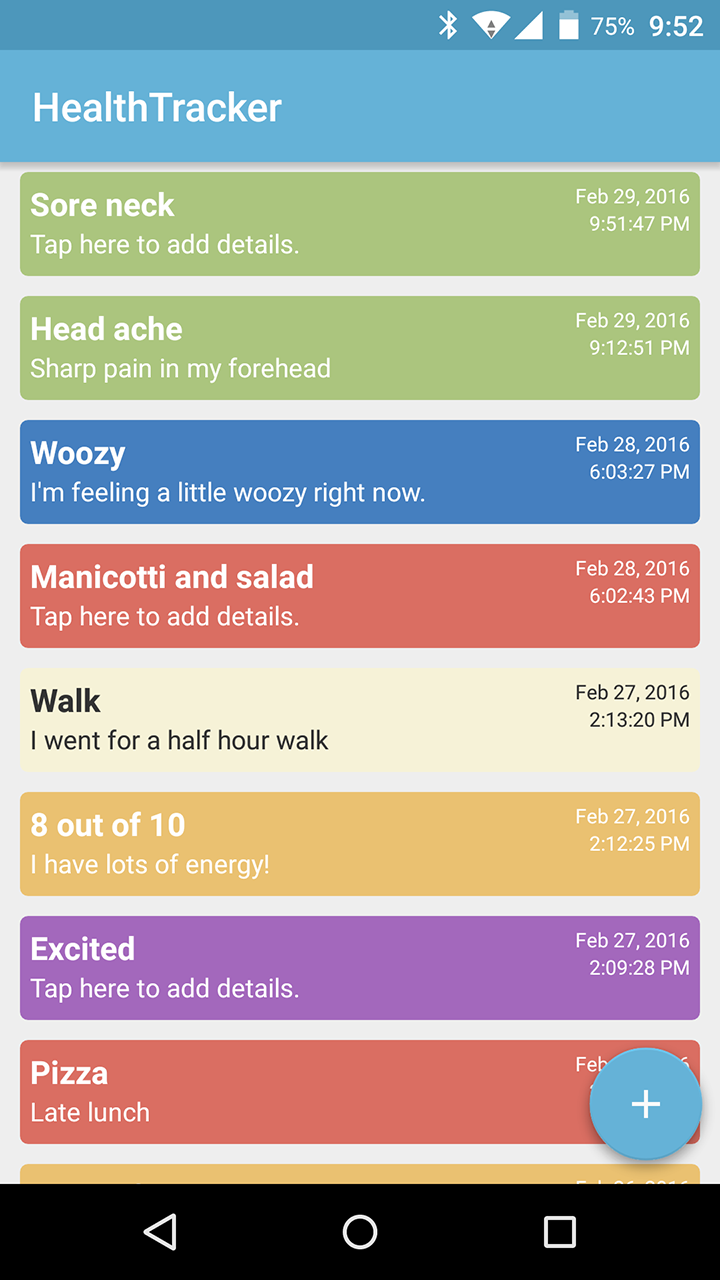 75% 9:52
HealthTracker
Sore neck
Feb 29, 2016
Tap here to add details.
9:51:47 PM
Head ache
Feb 29, 2016
Sharp pain in my forehead
9:12:51 PM
Woozy
Feb 28, 2016
I'm feeling a little woozy right now.
6:03:27 PM
Manicotti and salad
Feb 28, 2016
Tap here to add details.
6:02:43 PM
Walk
Feb 27, 2016
I went for a half hour walk
2:13:20 PM
8 out of 10
Feb 27, 2016
I have lots of energy!
2:12:25 PM
Excited
Feb 27, 2016
Tap here to add details.
2:09:28 PM
Pizza
Feb
Late lunch